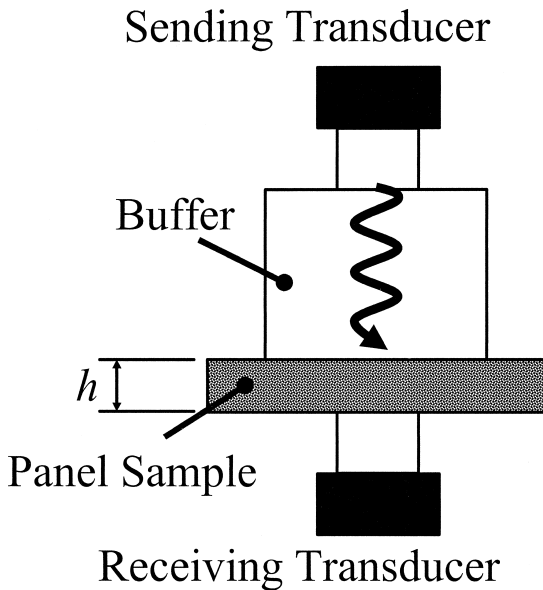 Sending Transducer
Buffer
h
Panel Sample
Receiving Transducer